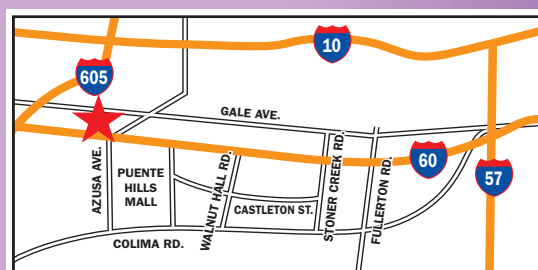 10
605
GALE AVE.
60
57
AZUSA AVE.
PUENTE
HILLS
MALL
WALNUT HALL RD.
CASTLETON ST.
STONER CREEK RD.
FULLERTON RD.
COLIMA RD.